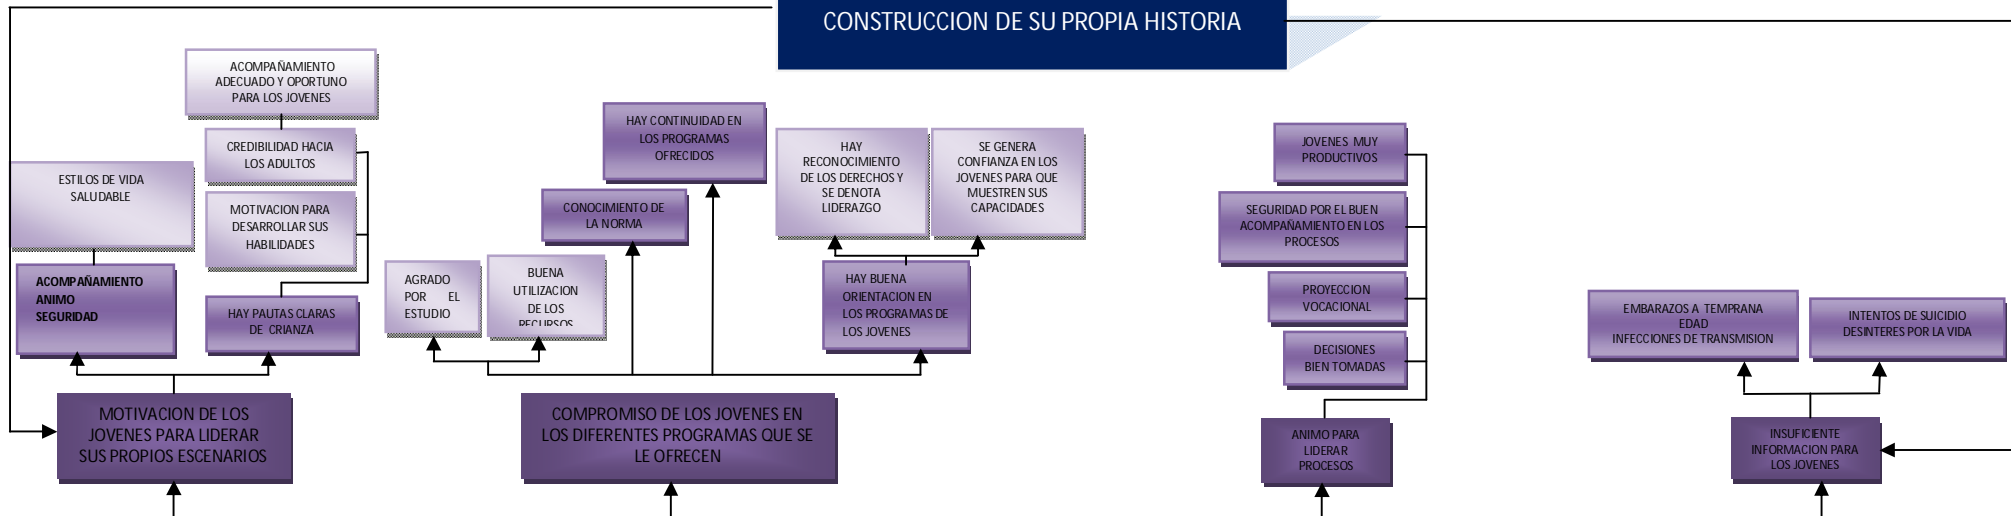 CONSTRUCCION DE SU PROPIA HISTORIA
ACOMPAÑAMIENTO
ADECUADO Y OPORTUNO
PARA LOS JOVENES
CREDIBILIDAD HACIA
LOS ADULTOS
ESTILOS DE VIDA
SALUDABLE
MOTIVACION PARA
DESARROLLAR SUS
HABILIDADES
ACOMPAÑAMIENTO
ANIMO
SEGURIDAD
HAY PAUTAS CLARAS
DE CRIANZA
MOTIVACION DE LOS
JOVENES PARA LIDERAR
SUS PROPIOS ESCENARIOS
HAY CONTINUIDAD EN
LOS PROGRAMAS
OFRECIDOS
CONOCIMIENTO DE
LA NORMA
AGRADO
POR EL
ESTUDIO
BUENA
UTILIZACION
DE LOS
RECURSOS
HAY
RECONOCIMIENTO
DE LOS DERECHOS Y
SE DENOTA
LIDERAZGO
SE GENERA
CONFIANZA EN LOS
JOVENES PARA QUE
MUESTREN SUS
CAPACIDADES
HAY BUENA
ORIENTACION EN
LOS PROGRAMAS DE
LOS JOVENES
COMPROMISO DE LOS JOVENES EN
LOS DIFERENTES PROGRAMAS QUE SE
LE OFRECEN
JOVENES MUY
PRODUCTIVOS
SEGURIDAD POR EL BUEN
ACOMPAÑAMIENTO EN LOS
PROCESOS
PROYECCION
VOCACIONAL
DECISIONES
BIEN TOMADAS
ANIMO PARA
LIDERAR
PROCESOS
EMBARAZOS A TEMPRANA
EDAD
INFECCIONES DE TRANSMISION
INTENTOS DE SUICIDIO
DESINTERES POR LA VIDA
INSUFICIENTE
INFORMACION PARA
LOS JOVENES